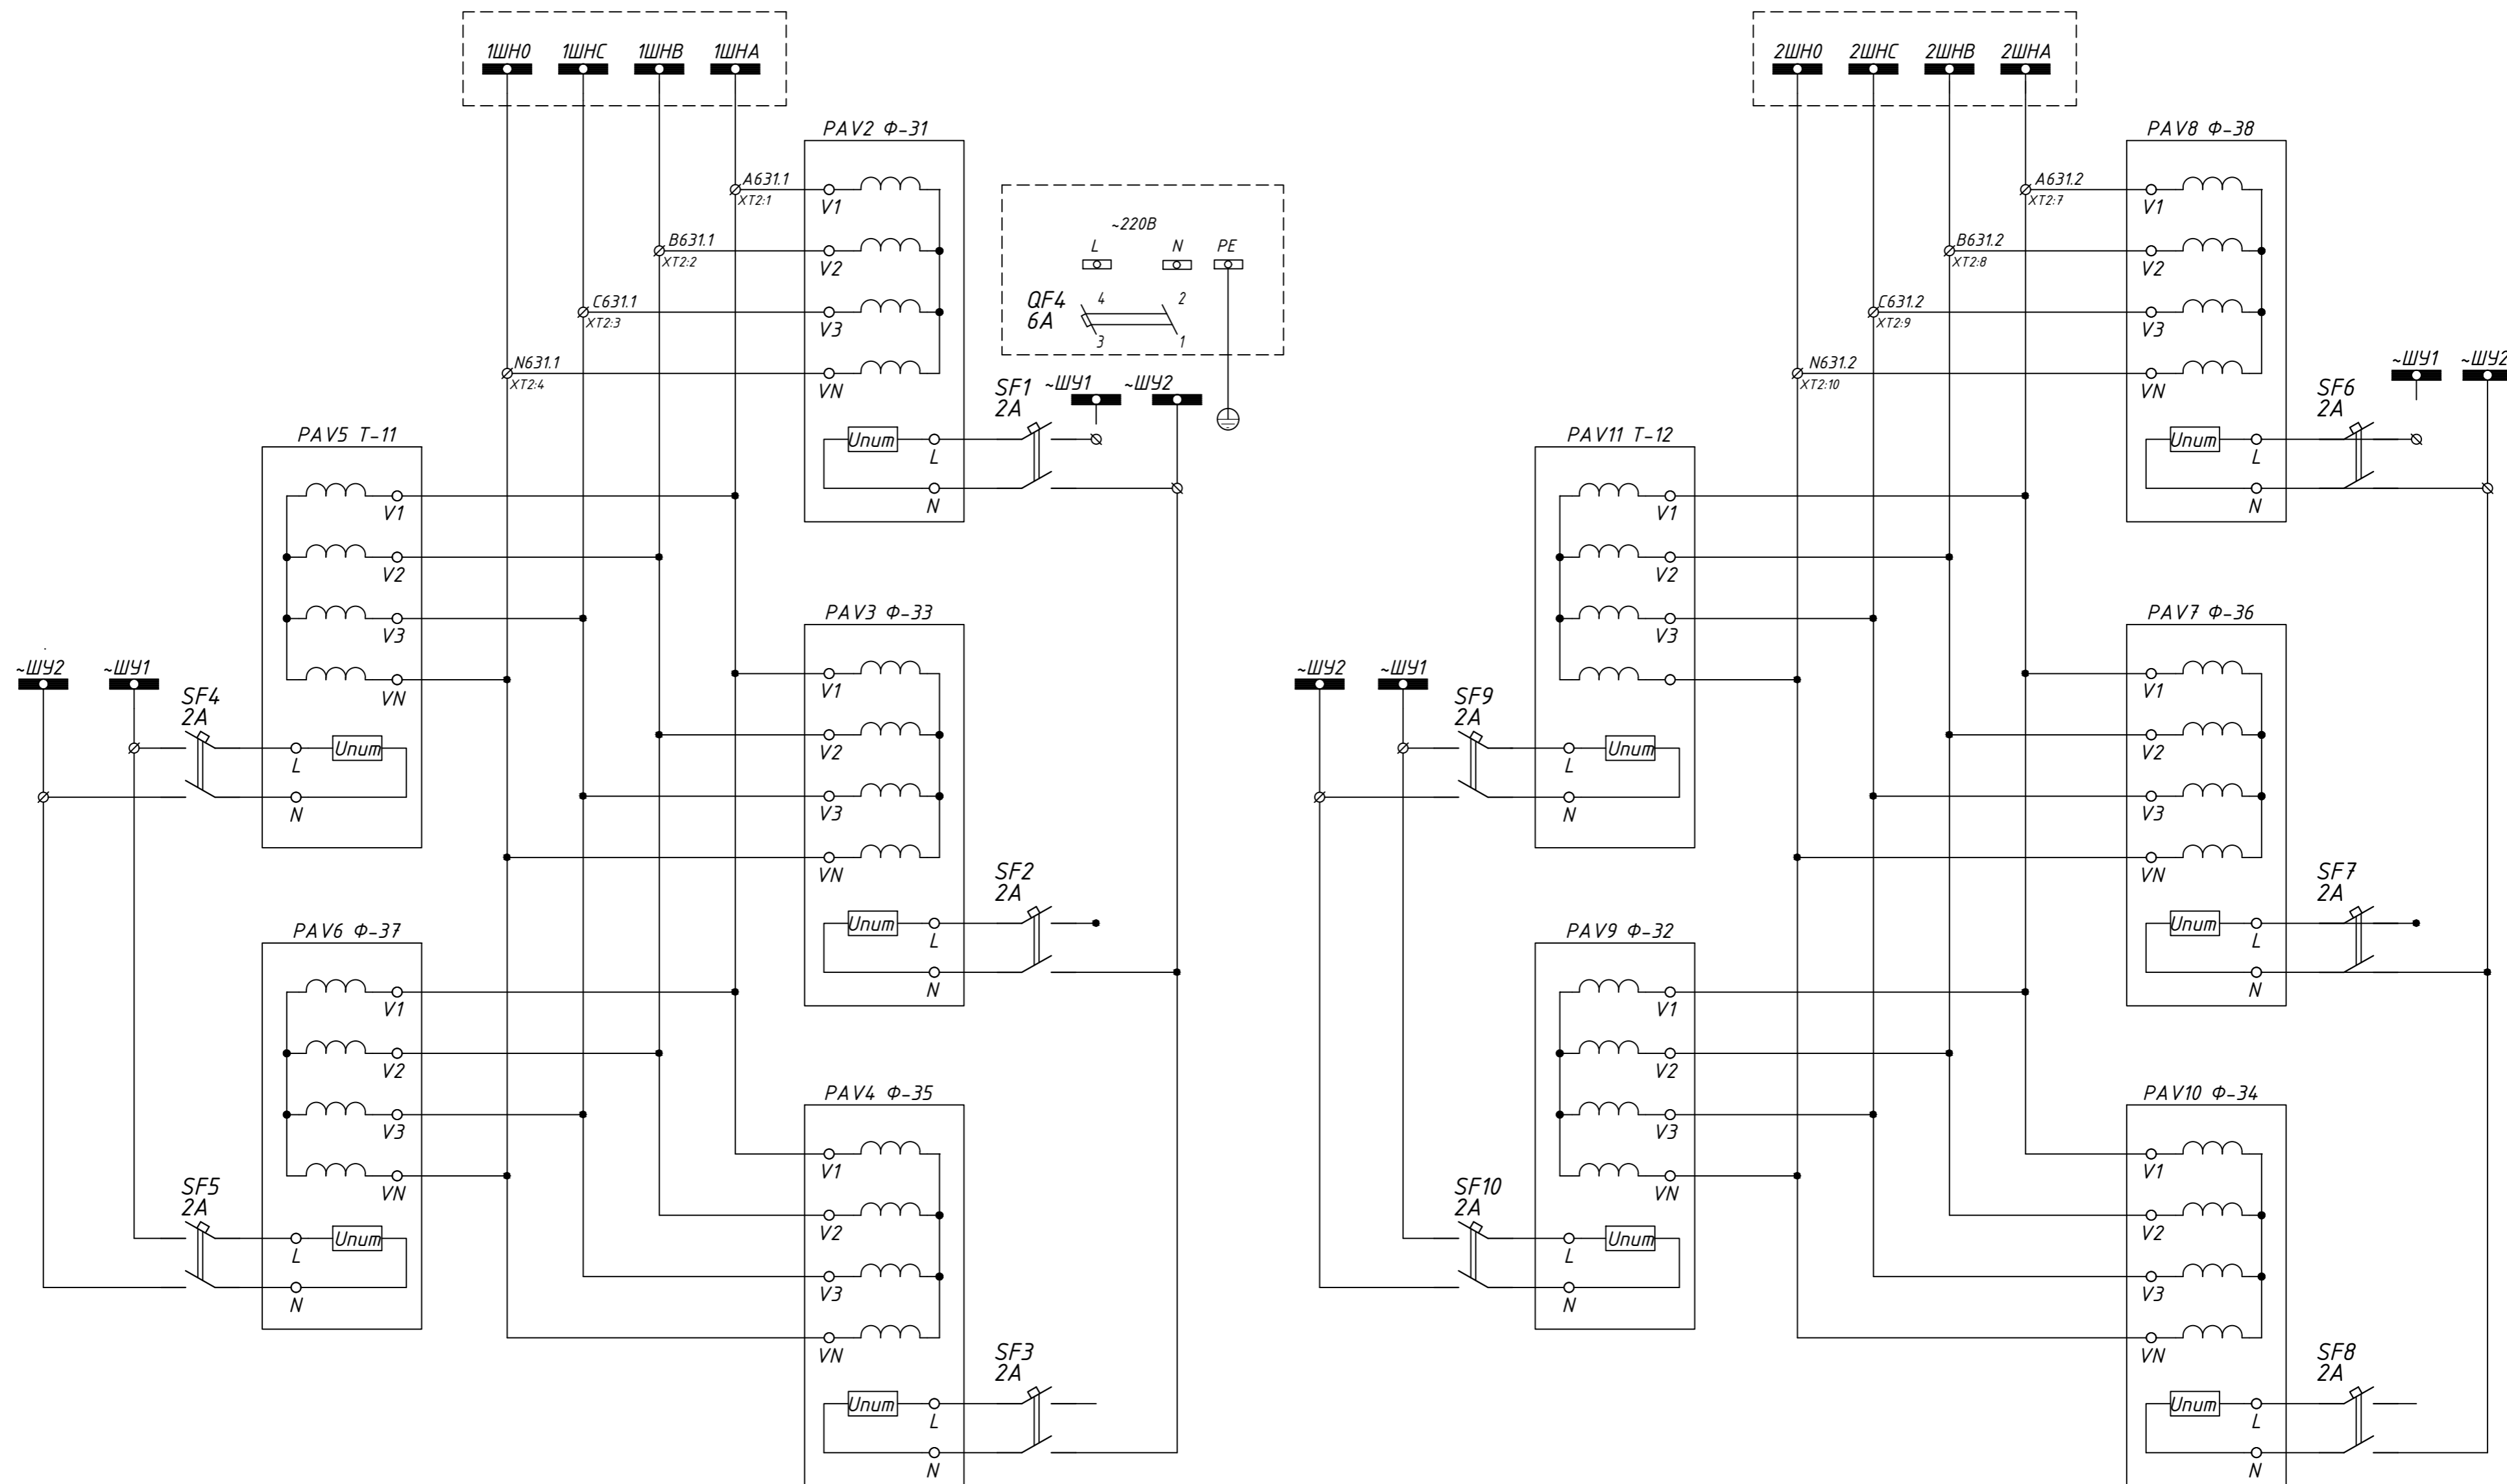 1ШН0 1ШНС 1ШНВ 1ШНА
2ШН0 2ШНС 2ШНВ 2ШНА
PAV2 Ф-31
A631.1
XT2:1
V1
B631.1
XT2:2
V2
C631.1
XT2:3
V3
N631.1
XT2:4
VN
Uпит
L
N
SF1
2А
~ШУ1
~ШУ2
~220В
L N PE
QF4
6А
4 2
3 1
PAV5 Т-11
V1
V2
V3
VN
~ШУ2 ~ШУ1
SF4
2А
L
Uпит
N
PAV3 Ф-33
V1
V2
V3
VN
SF2
2А
Uпит
L
N
PAV6 Ф-37
V1
V2
V3
VN
SF5
2А
L
Uпит
N
PAV4 Ф-35
V1
V2
V3
VN
SF3
2А
Uпит
L
N
PAV8 Ф-38
A631.2
XT2:7
V1
B631.2
XT2:8
V2
C631.2
XT2:9
V3
N631.2
XT2:10
VN
SF6
2А
~ШУ1 ~ШУ2
Uпит
L
N
PAV11 Т-12
V1
V2
V3
~ШУ2 ~ШУ1
SF9
2А
L
Uпит
N
PAV7 Ф-36
V1
V2
V3
VN
SF7
2А
Uпит
L
N
PAV9 Ф-32
V1
V2
V3
VN
SF10
2А
L
Uпит
N
PAV10 Ф-34
V1
V2
V3
VN
SF8
2А
Uпит
L
N